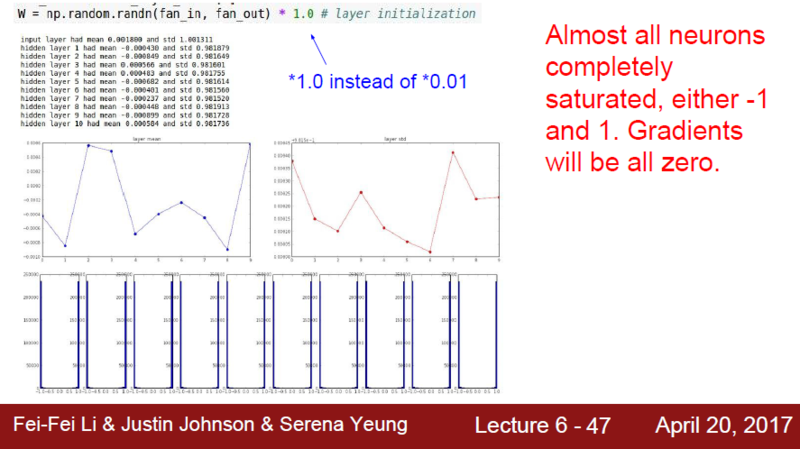 W = np.random.randn(fan_in, fan_out) * 1.0 # layer initialization
input layer had mean 0.001800 and std 1.001311
hidden layer 1 had mean -0.000430 and std 0.981879
hidden layer 2 had mean -0.000849 and std 0.981649
hidden layer 3 had mean 0.000566 and std 0.981601
hidden layer 4 had mean 0.000483 and std 0.981755
hidden layer 5 had mean -0.000682 and std 0.981614
hidden layer 6 had mean -0.000401 and std 0.981560
hidden layer 7 had mean -0.000237 and std 0.981520
hidden layer 8 had mean -0.000448 and std 0.981913
hidden layer 9 had mean -0.000899 and std 0.981728
hidden layer 10 had mean 0.000584 and std 0.981736
*1.0 instead of *0.01
Almost all neurons
completely
saturated, either -1
and 1. Gradients
will be all zero.
layer mean
layer std
Fei-Fei Li & Justin Johnson & Serena Yeung
Lecture 6 - 47
April 20, 2017